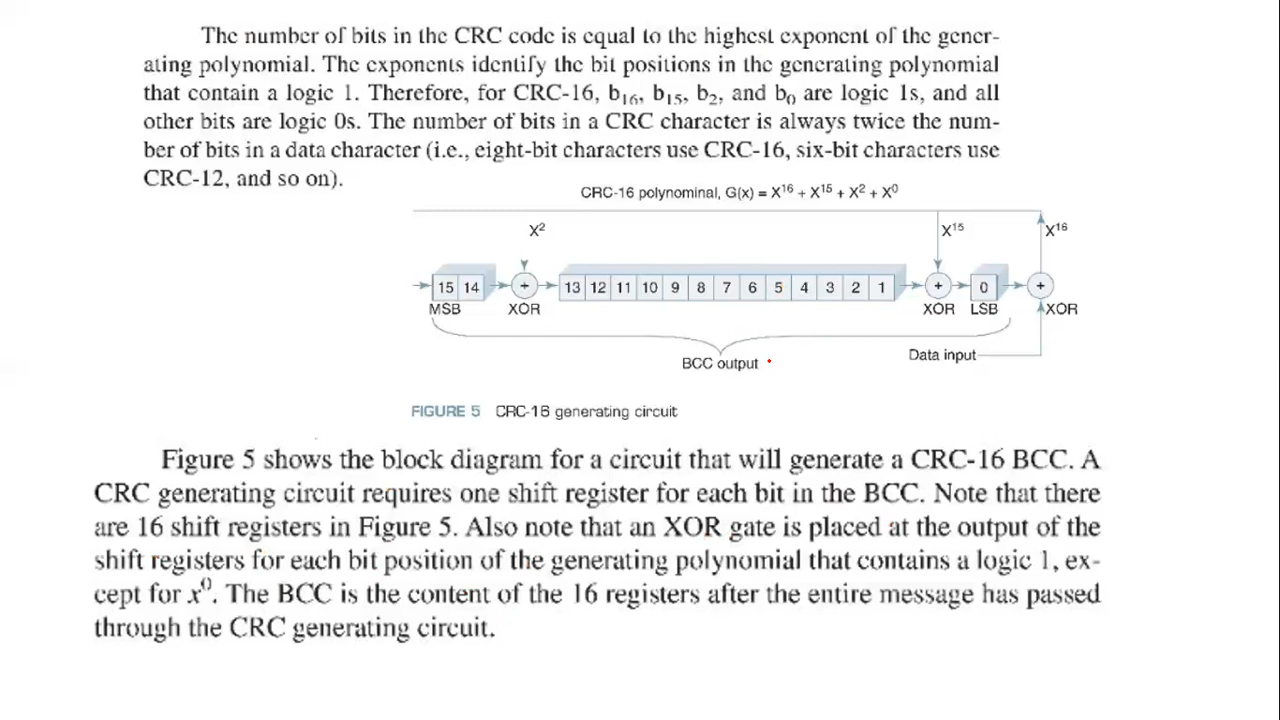 The number of bits in the CRC code is equal to the highest exponent of the gener-
ating polynomial. The exponents identify the bit positions in the generating polynomial
that contain a logic 1. Therefore, for CRC-16, b₁₆, b₁₅, b₂, and b₀ are logic 1s, and all
other bits are logic 0s. The number of bits in a CRC character is always twice the num-
ber of bits in a data character (i.e., eight-bit characters use CRC-16, six-bit characters use
CRC-12, and so on).
CRC-16 polynominal, G(x) = X¹⁶ + X¹⁵ + X² + X⁰
X² X¹⁵ X¹⁶
15 14 + 13 12 11 10 9 8 7 6 5 4 3 2 1 + 0 +
MSB XOR XOR LSB XOR
Data input
BCC output
FIGURE 5 CRC-16 generating circuit
Figure 5 shows the block diagram for a circuit that will generate a CRC-16 BCC. A
CRC generating circuit requires one shift register for each bit in the BCC. Note that there
are 16 shift registers in Figure 5. Also note that an XOR gate is placed at the output of the
shift registers for each bit position of the generating polynomial that contains a logic 1, ex-
cept for x⁰. The BCC is the content of the 16 registers after the entire message has passed
through the CRC generating circuit.